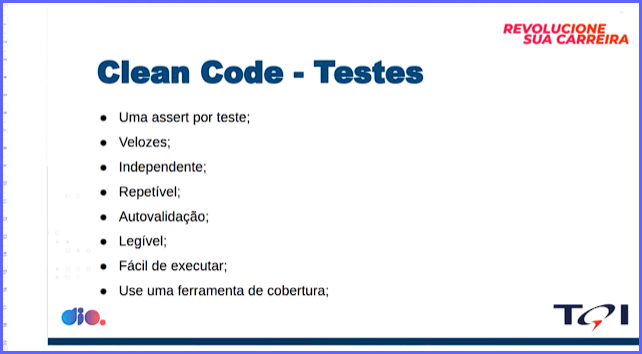 REVOLUCIONE
SUA CARREIRA
Clean Code - Testes
● Uma assert por teste;
● Velozes;
● Independente;
● Repetível;
● Autovalidação;
● Legível;
● Fácil de executar;
● Use uma ferramenta de cobertura;
dio.
TQI